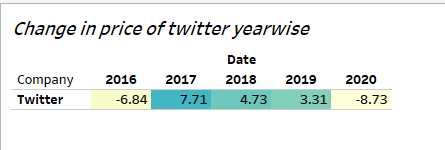 Change in price of twitter yearwise
Date
Company 2016 2017 2018 2019 2020
Twitter -6.84 7.71 4.73 3.31 -8.73